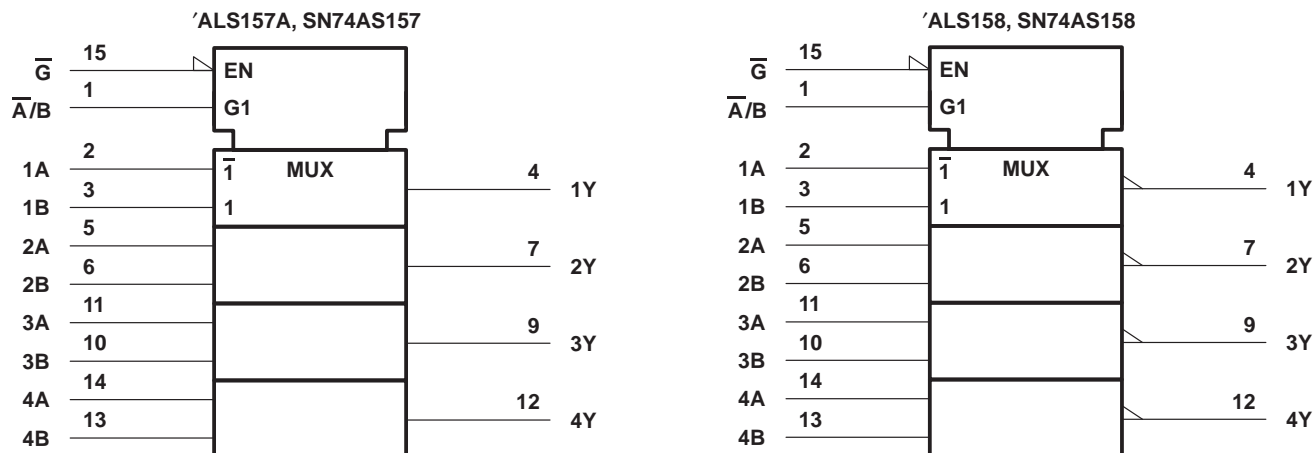 ′ALS157A, SN74AS157
G̅ 15 EN
A̅/B 1 G1
MUX
1A 2 1̅
1B 3 1
4 1Y
2A 5
2B 6
7 2Y
3A 11
3B 10
9 3Y
4A 14
4B 13
12 4Y
′ALS158, SN74AS158
G̅ 15 EN
A̅/B 1 G1
MUX
1A 2 1̅
1B 3 1
4 1Y
2A 5
2B 6
7 2Y
3A 11
3B 10
9 3Y
4A 14
4B 13
12 4Y